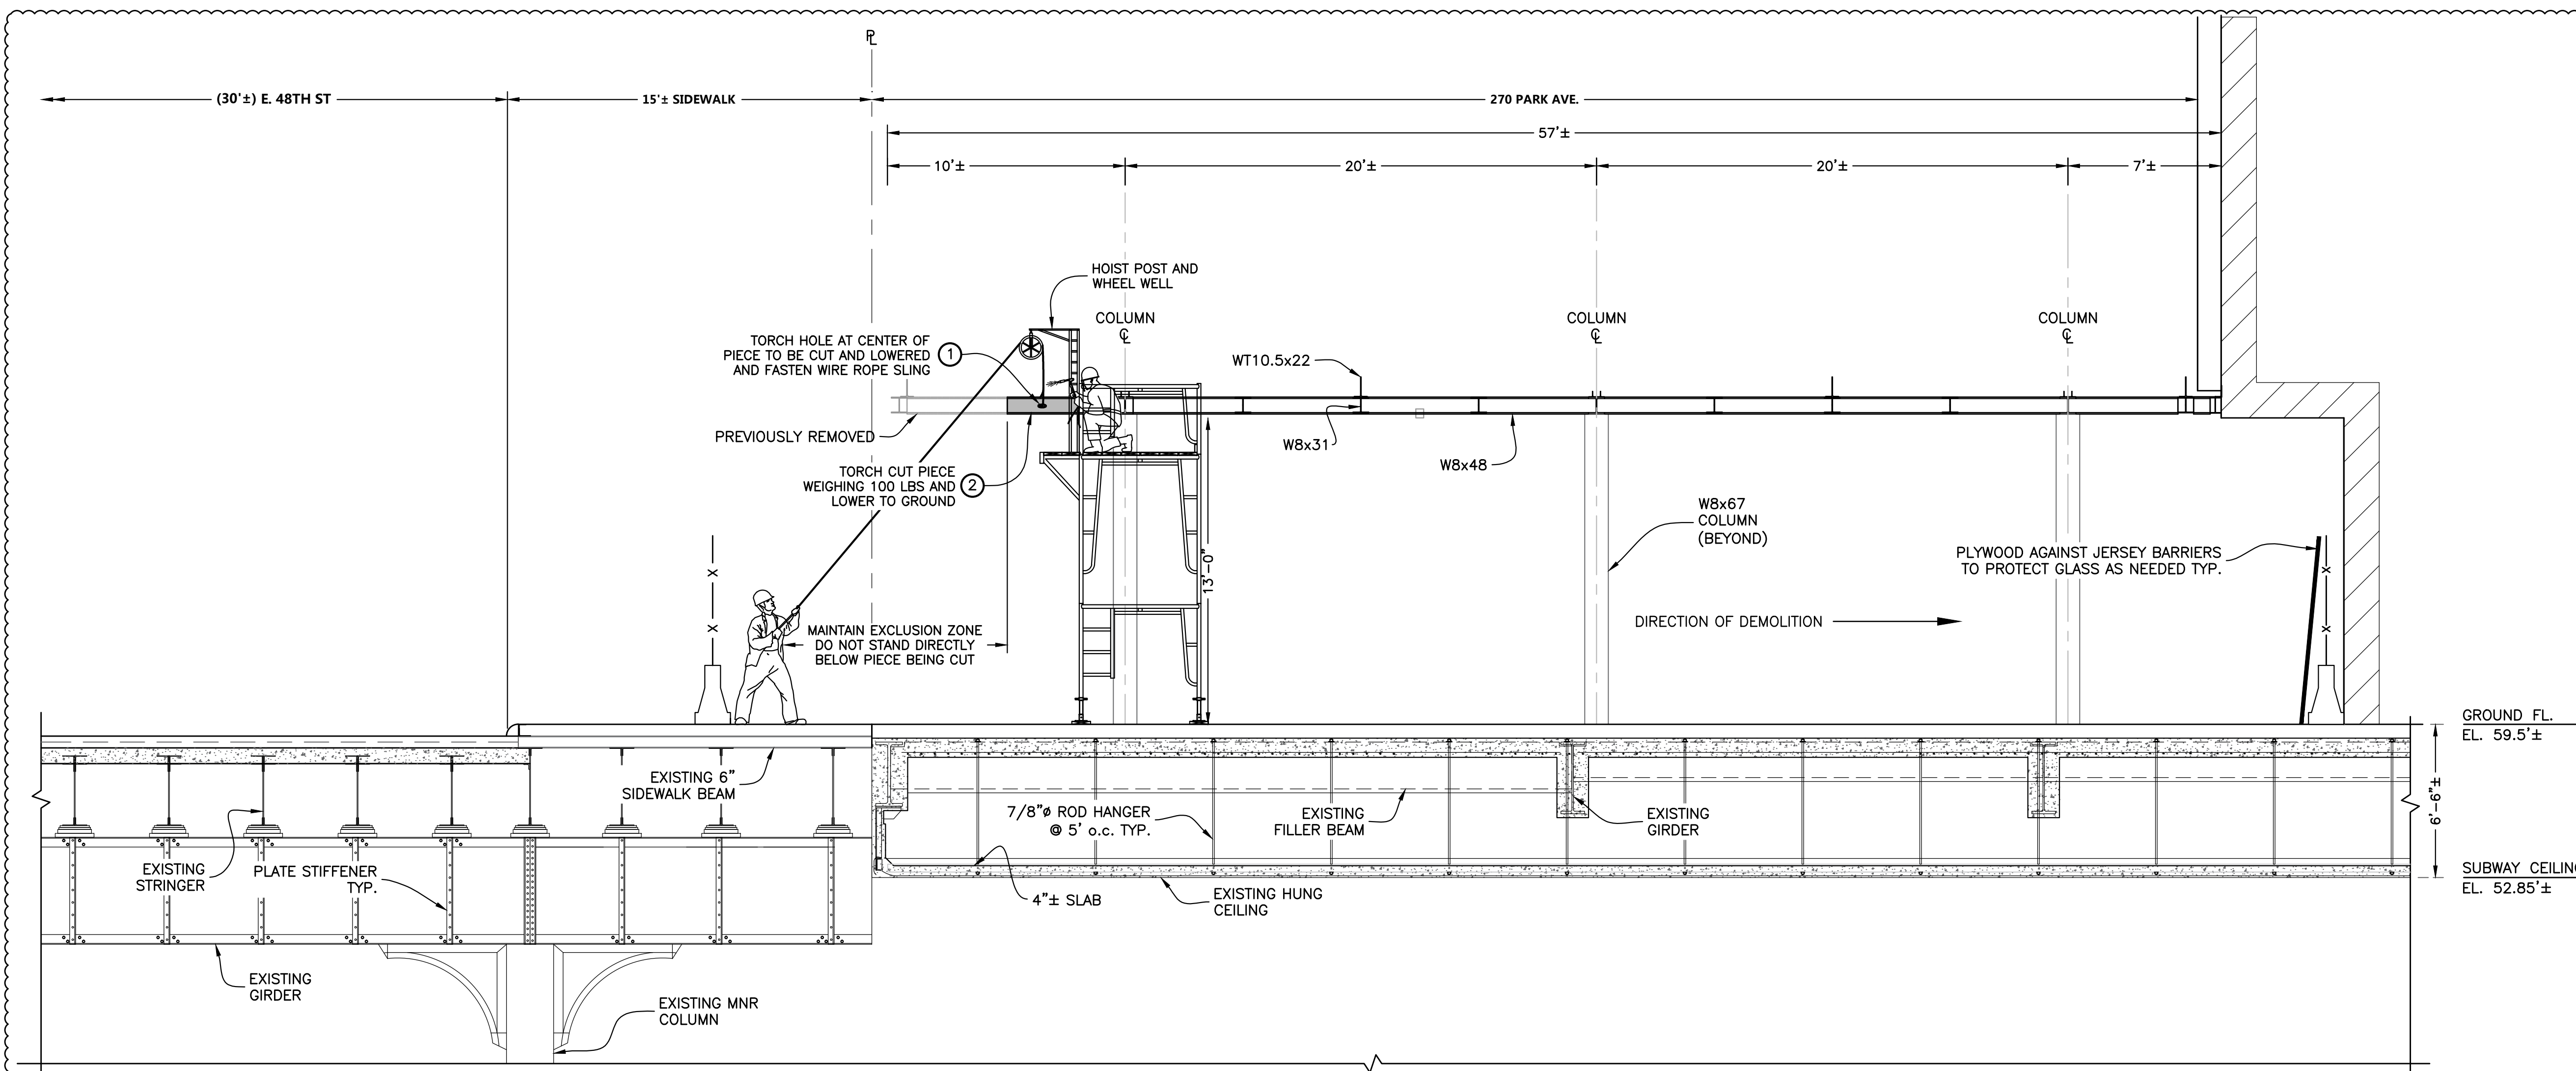 PL
(30'±) E. 48TH ST
15'± SIDEWALK
270 PARK AVE.
57'±
10'±
20'±
20'±
7'±
HOIST POST AND
WHEEL WELL
COLUMN
CL
COLUMN
CL
COLUMN
CL
TORCH HOLE AT CENTER OF
PIECE TO BE CUT AND LOWERED
AND FASTEN WIRE ROPE SLING
1
WT10.5x22
PREVIOUSLY REMOVED
W8x31
W8x48
TORCH CUT PIECE
WEIGHING 100 LBS AND
LOWER TO GROUND
2
W8x67
COLUMN
(BEYOND)
13'-0"
PLYWOOD AGAINST JERSEY BARRIERS
TO PROTECT GLASS AS NEEDED TYP.
X
X
X
X
MAINTAIN EXCLUSION ZONE
DO NOT STAND DIRECTLY
BELOW PIECE BEING CUT
DIRECTION OF DEMOLITION
GROUND FL.
EL. 59.5'±
EXISTING 6"
SIDEWALK BEAM
7/8"ø ROD HANGER
@ 5' o.c. TYP.
EXISTING
FILLER BEAM
EXISTING
GIRDER
6'-6"±
EXISTING
STRINGER
PLATE STIFFENER
TYP.
4"± SLAB
EXISTING HUNG
CEILING
SUBWAY CEILING
EL. 52.85'±
EXISTING
GIRDER
EXISTING MNR
COLUMN